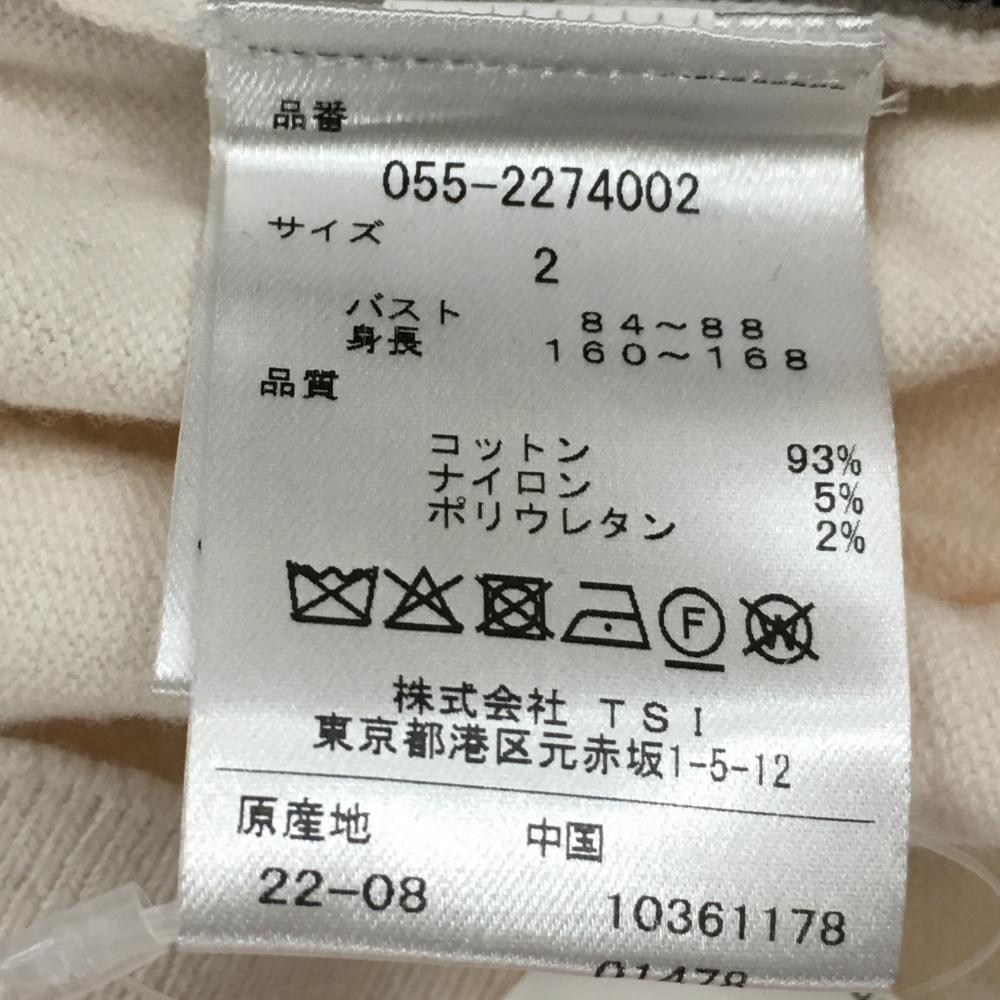 品番
055-2274002
サイズ
2
バスト 84～88
身長 160～168
品質
コットン 93%
ナイロン 5%
ポリウレタン 2%
F W
株式会社 TSI
東京都港区元赤坂1-5-12
原産地 中国
22-08 10361178
01478